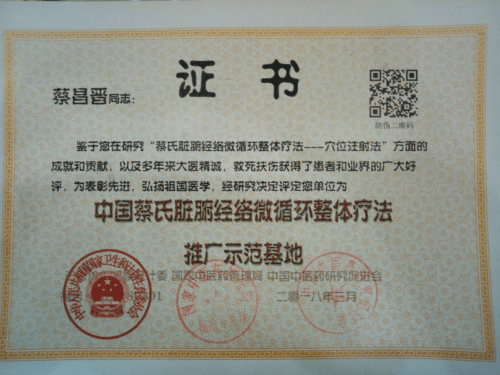 证书
蔡昌晋同志:
防伪二维码
鉴于您在研究“蔡氏脏腑经络微循环整体疗法---穴位注射法”方面的
成就和贡献，以及多年来大医精诚，救死扶伤获得了患者和业界的广大好
评，为表彰先进，弘扬祖国医学，经研究决定评定您单位为
中国蔡氏脏腑经络微循环整体疗法
推广示范基地
计委 国家中医药管理局 中国中医药研究促进会
二零一八年三月